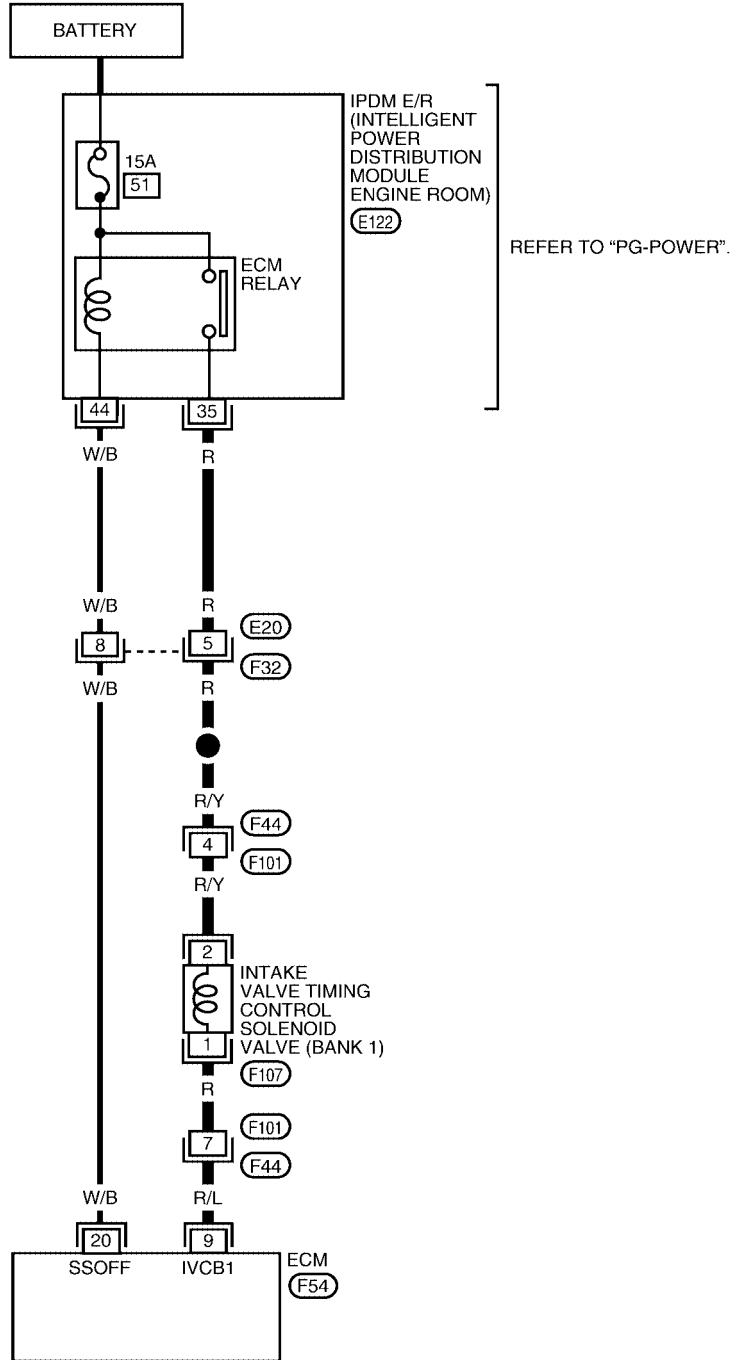 BATTERY
IPDM E/R
(INTELLIGENT
POWER
DISTRIBUTION
MODULE
ENGINE ROOM)
E122
15A
51
REFER TO “PG-POWER”.
ECM
RELAY
44
35
W/B
R
W/B
R
E20
8
5
F32
W/B
R
R/Y
F44
4
F101
R/Y
2
INTAKE
VALVE TIMING
CONTROL
SOLENOID
VALVE (BANK 1)
1
F107
R
F101
7
F44
W/B
R/L
20
9
SSOFF
IVCB1
ECM
F54